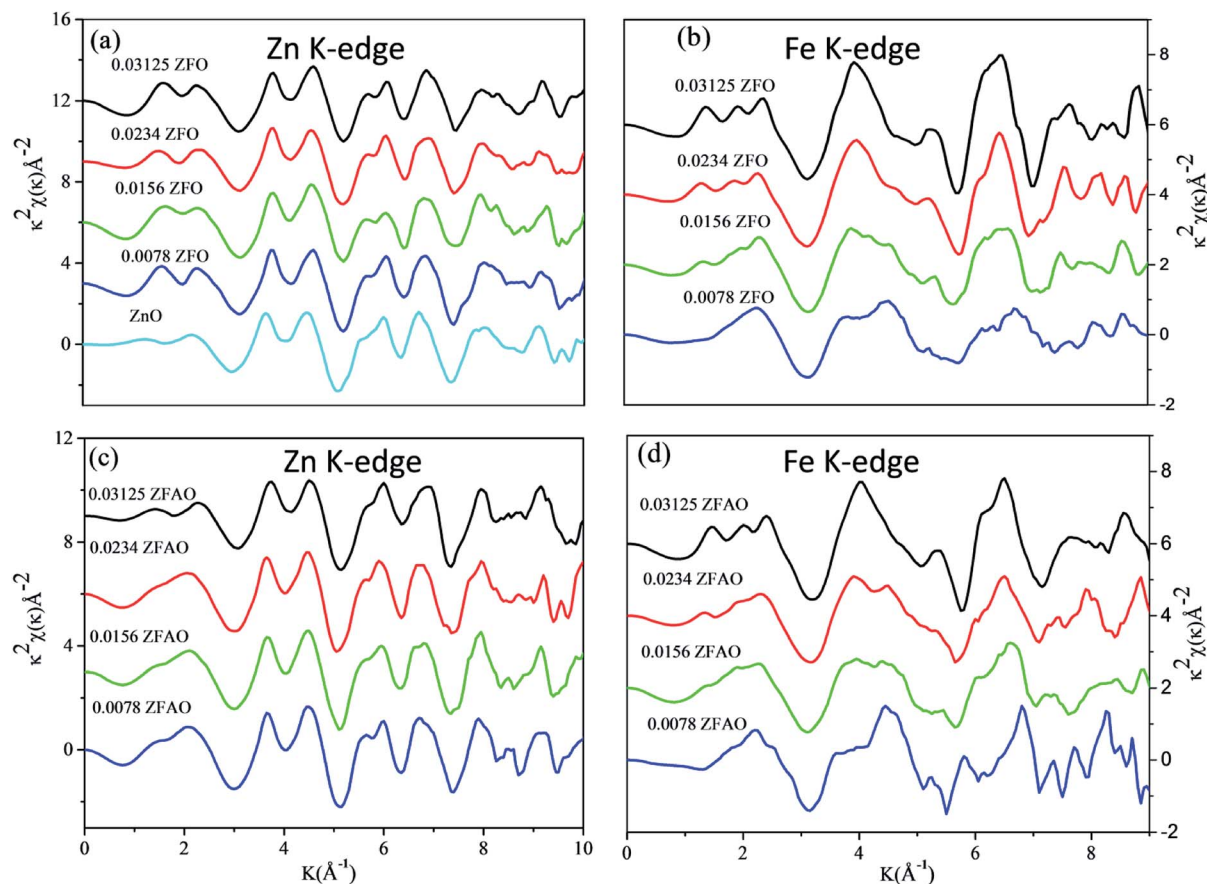 (a)
Zn K-edge
0.03125 ZFO
0.0234 ZFO
0.0156 ZFO
0.0078 ZFO
ZnO
16
12
8
4
0
κ²χ(κ)Å⁻²
(b)
Fe K-edge
0.03125 ZFO
0.0234 ZFO
0.0156 ZFO
0.0078 ZFO
8
6
4
2
0
-2
κ²χ(κ)Å⁻²
(c)
Zn K-edge
0.03125 ZFAO
0.0234 ZFAO
0.0156 ZFAO
0.0078 ZFAO
12
8
4
0
κ²χ(κ)Å⁻²
0 2 4 6 8 10
K(Å⁻¹)
(d)
Fe K-edge
0.03125 ZFAO
0.0234 ZFAO
0.0156 ZFAO
0.0078 ZFAO
8
6
4
2
0
-2
κ²χ(κ)Å⁻²
0 2 4 6 8
K(Å⁻¹)